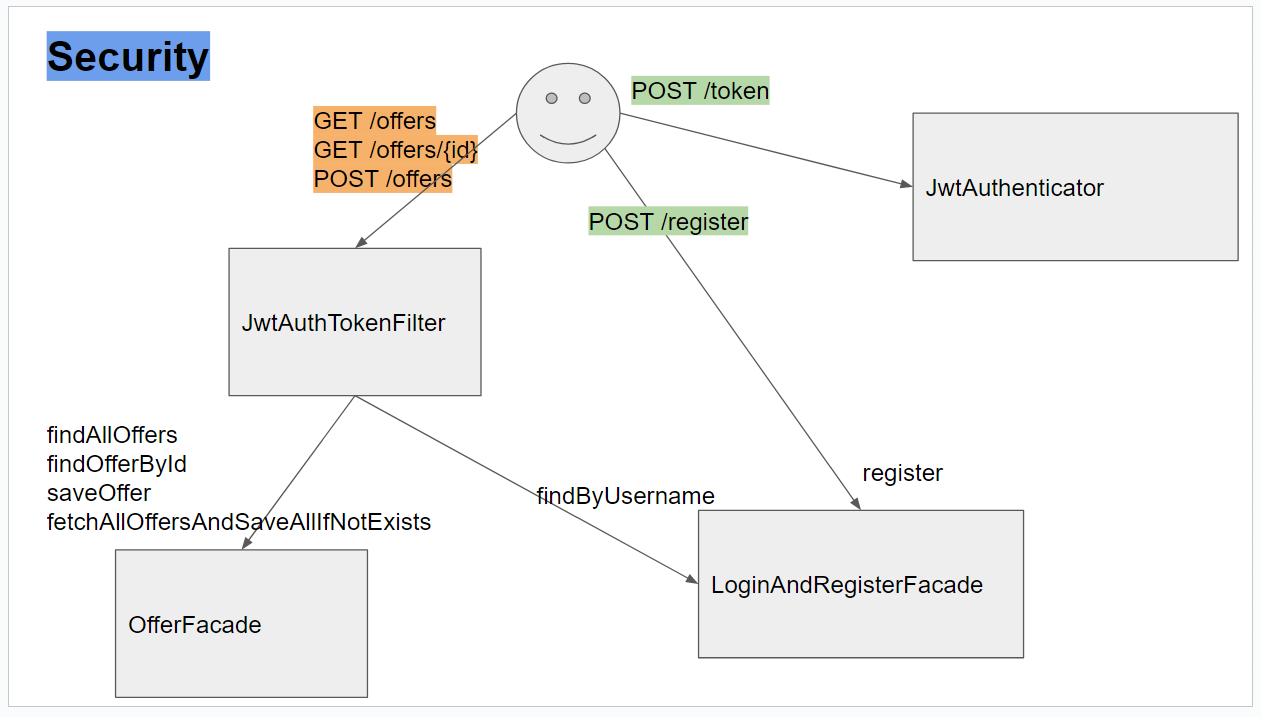 Security
POST /token
GET /offers
GET /offers/{id}
POST /offers
JwtAuthenticator
POST /register
JwtAuthTokenFilter
findAllOffers
findOfferById
saveOffer
fetchAllOffersAndSaveAllIfNotExists
findByUsername
register
LoginAndRegisterFacade
OfferFacade